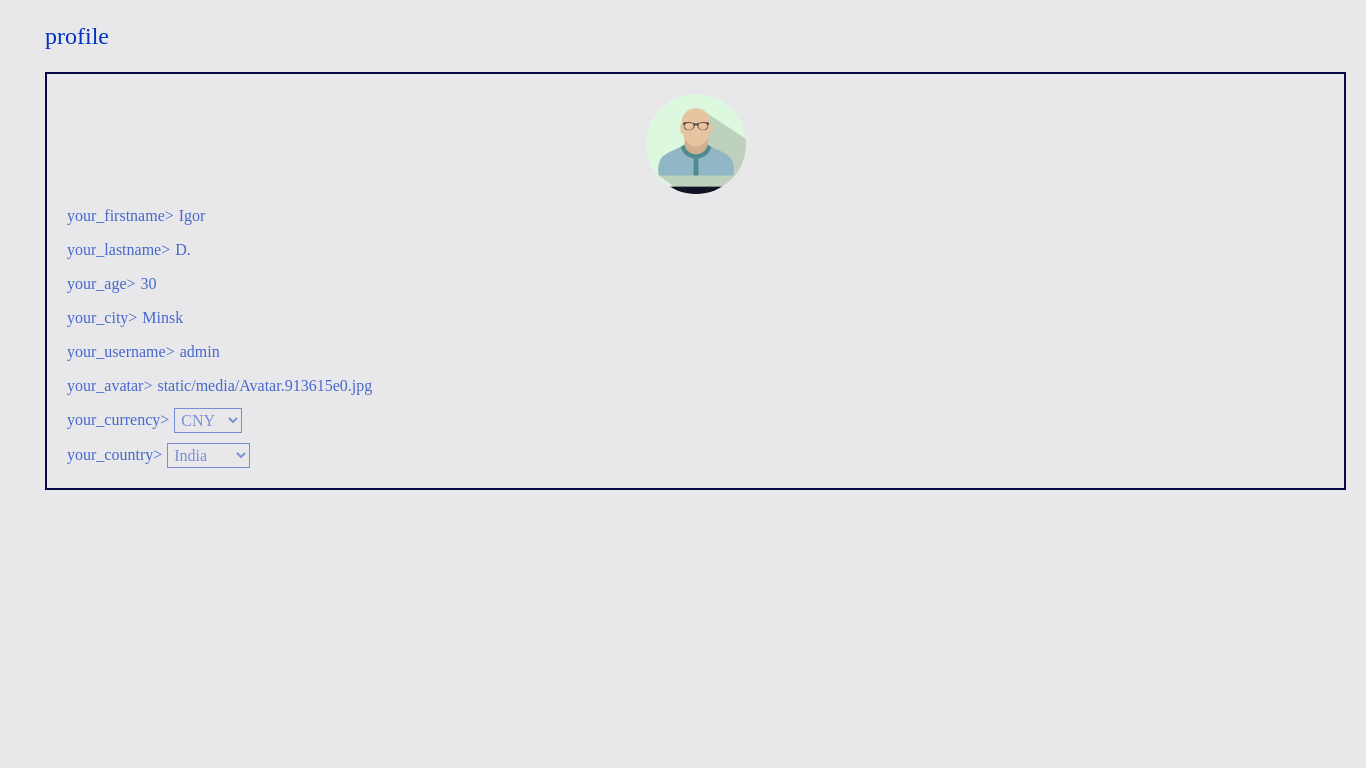 profile
your_firstname> Igor
your_lastname> D.
your_age> 30
your_city> Minsk
your_username> admin
your_avatar> static/media/Avatar.913615e0.jpg
your_currency> CNY
your_country> India